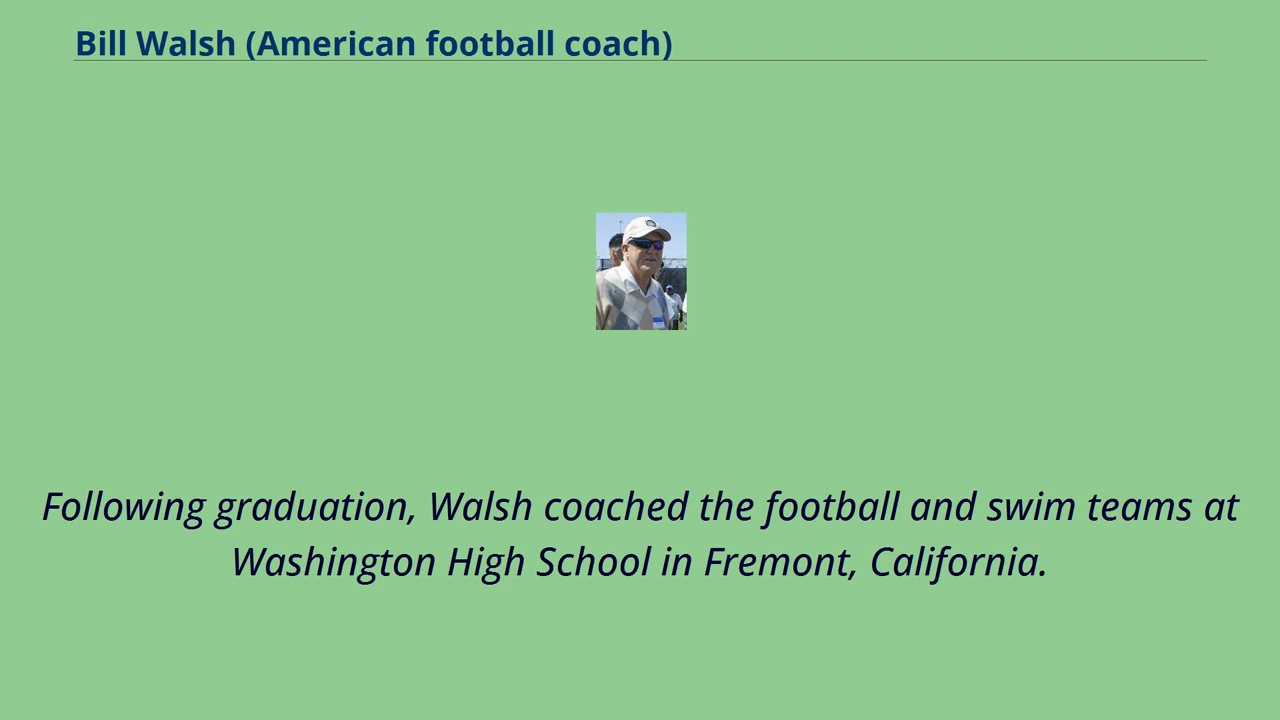 Bill Walsh (American football coach)
Following graduation, Walsh coached the football and swim teams at
Washington High School in Fremont, California.